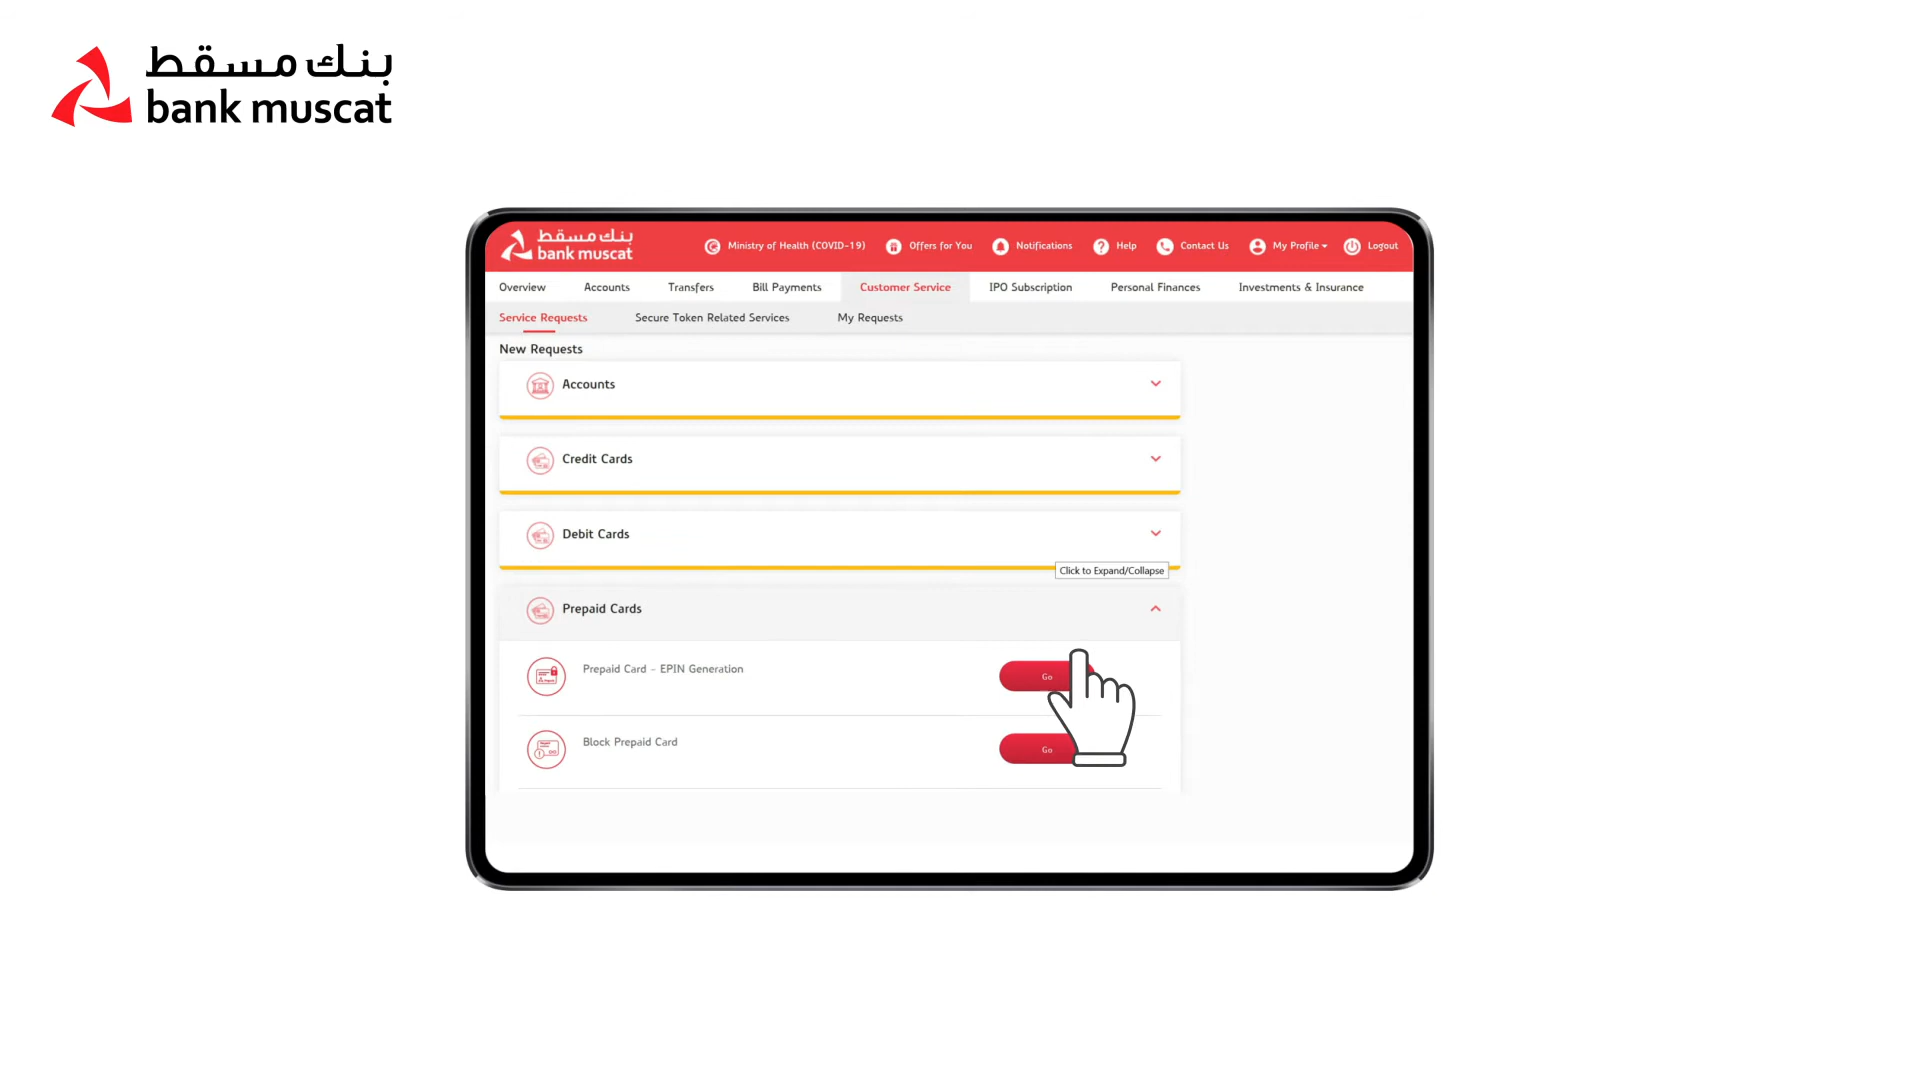 بنك مسقط
bank muscat
بنك مسقط
bank muscat
Ministry of Health (COVID-19)
Offers for You
Notifications
Help
Contact Us
My Profile
Logout
Overview
Accounts
Transfers
Bill Payments
Customer Service
IPO Subscription
Personal Finances
Investments & Insurance
Service Requests
Secure Token Related Services
My Requests
New Requests
Accounts
Credit Cards
Debit Cards
Click to Expand/Collapse
Prepaid Cards
Prepaid Card - EPIN Generation
Go
Block Prepaid Card
Go